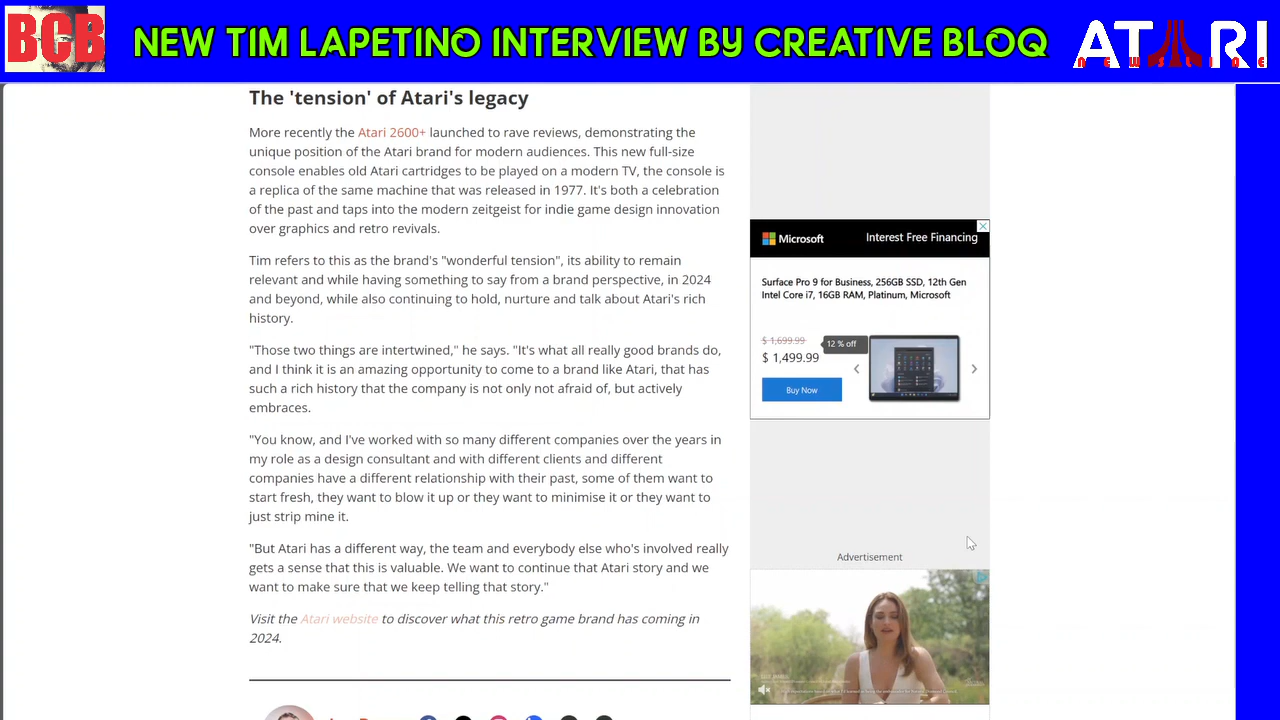 BCB
NEW TIM LAPETINO INTERVIEW BY CREATIVE BLOQ
ATARI
The 'tension' of Atari's legacy
More recently the Atari 2600+ launched to rave reviews, demonstrating the
unique position of the Atari brand for modern audiences. This new full-size
console enables old Atari cartridges to be played on a modern TV, the console is
a replica of the same machine that was released in 1977. It's both a celebration
of the past and taps into the modern zeitgeist for indie game design innovation
over graphics and retro revivals.
Tim refers to this as the brand's "wonderful tension", its ability to remain
relevant and while having something to say from a brand perspective, in 2024
and beyond, while also continuing to hold, nurture and talk about Atari's rich
history.
"Those two things are intertwined," he says. "It's what all really good brands do,
and I think it is an amazing opportunity to come to a brand like Atari, that has
such a rich history that the company is not only not afraid of, but actively
embraces.
"You know, and I've worked with so many different companies over the years in
my role as a design consultant and with different clients and different
companies have a different relationship with their past, some of them want to
start fresh, they want to blow it up or they want to minimise it or they want to
just strip mine it.
"But Atari has a different way, the team and everybody else who's involved really
gets a sense that this is valuable. We want to continue that Atari story and we
want to make sure that we keep telling that story."
Visit the Atari website to discover what this retro game brand has coming in
2024.
Microsoft
Interest Free Financing
Surface Pro 9 for Business, 256GB SSD, 12th Gen
Intel Core i7, 16GB RAM, Platinum, Microsoft
$ 1,699.99
12 % off
$ 1,499.99
Buy Now
Advertisement